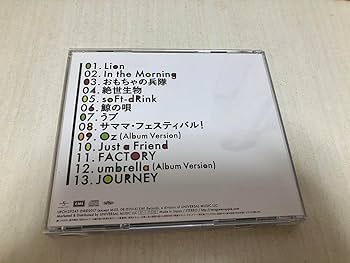 01. Lion
02. In the Morning
03. おもちゃの兵隊
04. 絶世生物
05. soFt-dRink
06. 鯨の唄
07. うブ
08. サママ・フェスティバル!
09. Oz (Album Version)
10. Just a Friend
11. FACTORY
12. umbrella (Album Version)
13. JOURNEY
EMI